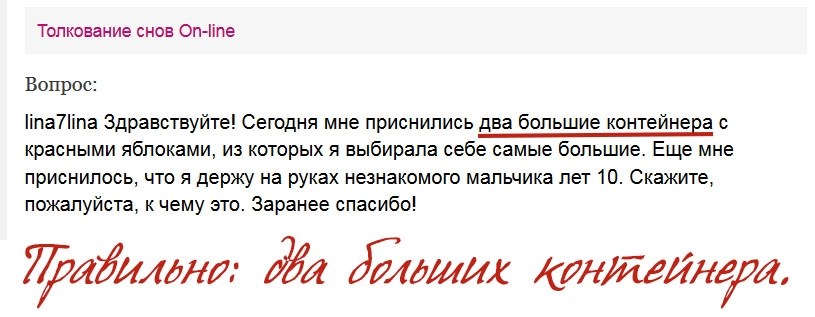 Толкование снов On-line
Вопрос:
lina7lina Здравствуйте! Сегодня мне приснились два большие контейнера с
красными яблоками, из которых я выбирала себе самые большие. Еще мне
приснилось, что я держу на руках незнакомого мальчика лет 10. Скажите,
пожалуйста, к чему это. Заранее спасибо!
Правильно: два больших контейнера.